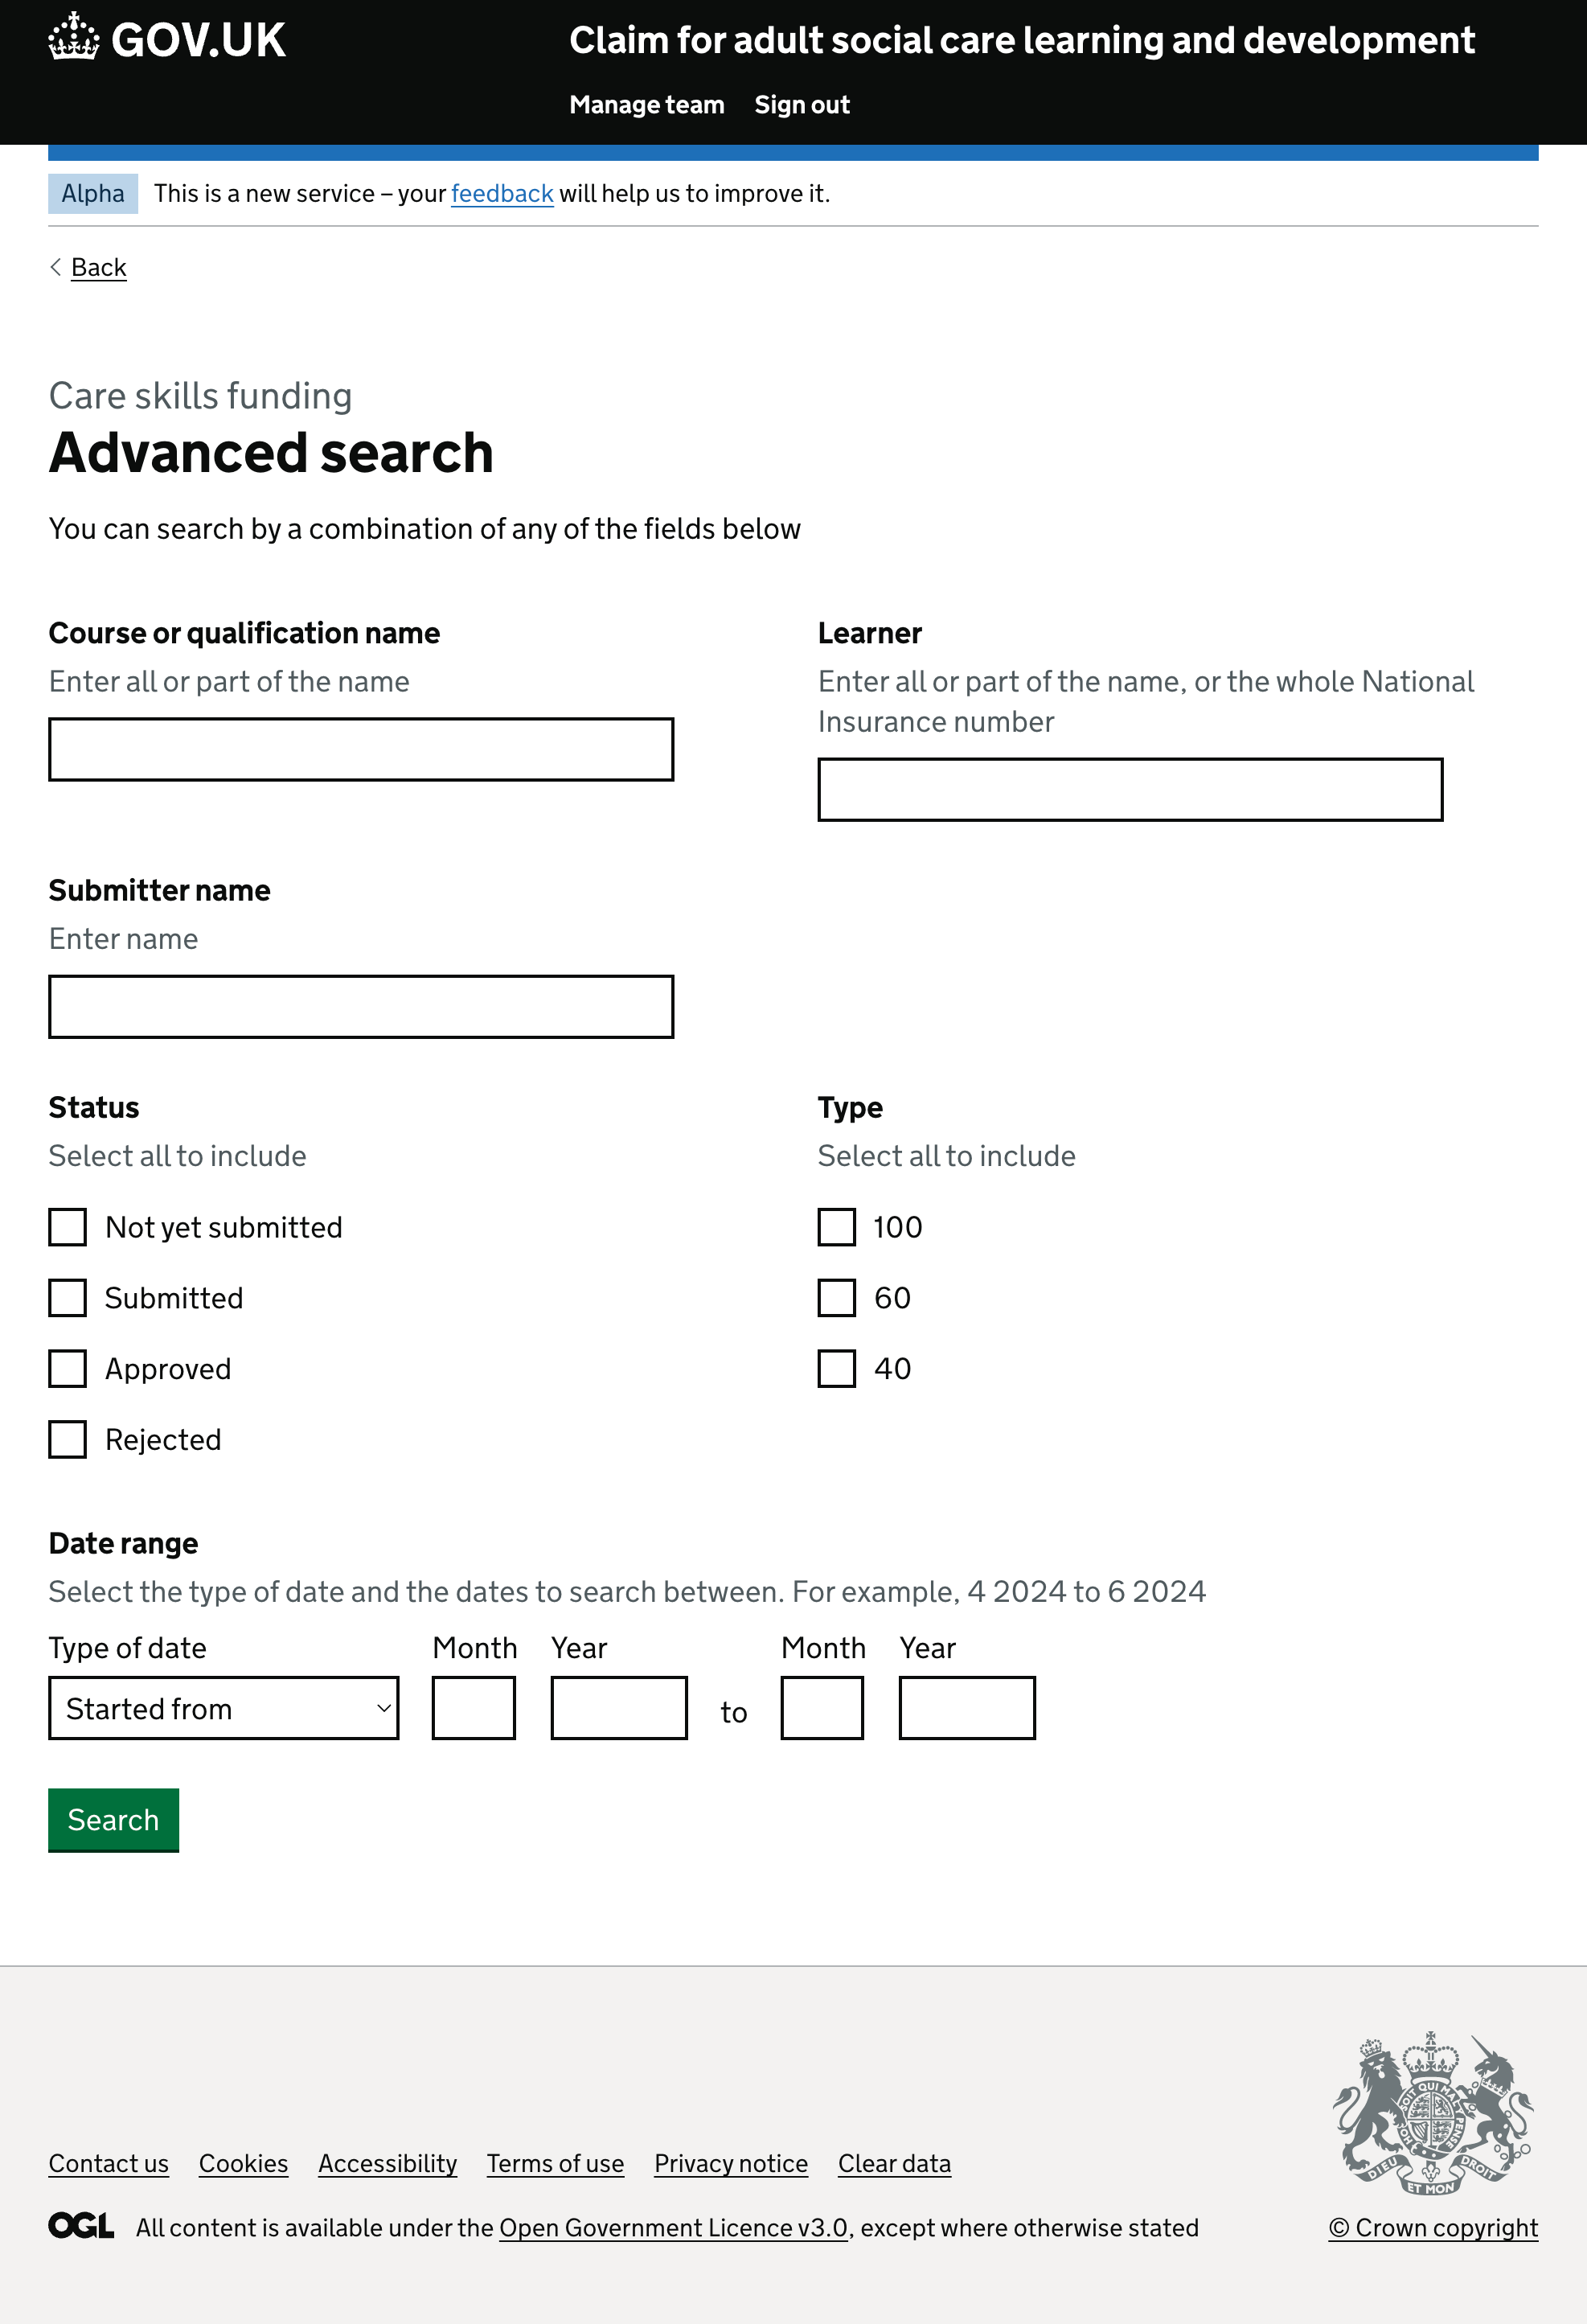 GOV.UK
Claim for adult social care learning and development
Manage team Sign out
Alpha This is a new service – your feedback will help us to improve it.
Back
Care skills funding
Advanced search
You can search by a combination of any of the fields below
Course or qualification name
Enter all or part of the name
Learner
Enter all or part of the name, or the whole National
Insurance number
Submitter name
Enter name
Status
Select all to include
Not yet submitted
Submitted
Approved
Rejected
Type
Select all to include
100
60
40
Date range
Select the type of date and the dates to search between. For example, 4 2024 to 6 2024
Type of date Month Year Month Year
Started from to
Search
Contact us Cookies Accessibility Terms of use Privacy notice Clear data
OGL All content is available under the Open Government Licence v3.0, except where otherwise stated
DIEU ET MON DROIT
© Crown copyright